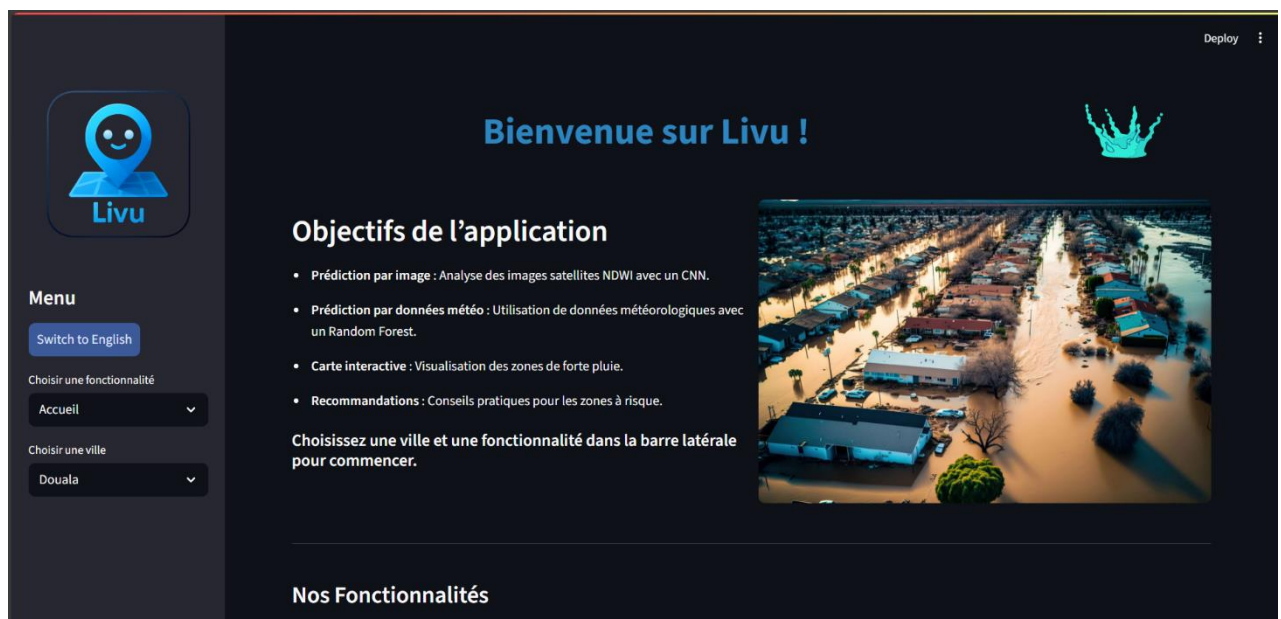 Deploy
Livu
Menu
Switch to English
Choisir une fonctionnalité
Accueil
Choisir une ville
Douala
Bienvenue sur Livu !
Objectifs de l’application
• Prédiction par image : Analyse des images satellites NDWI avec un CNN.
• Prédiction par données météo : Utilisation de données météorologiques avec
un Random Forest.
• Carte interactive : Visualisation des zones de forte pluie.
• Recommandations : Conseils pratiques pour les zones à risque.
Choisissez une ville et une fonctionnalité dans la barre latérale
pour commencer.
Nos Fonctionnalités